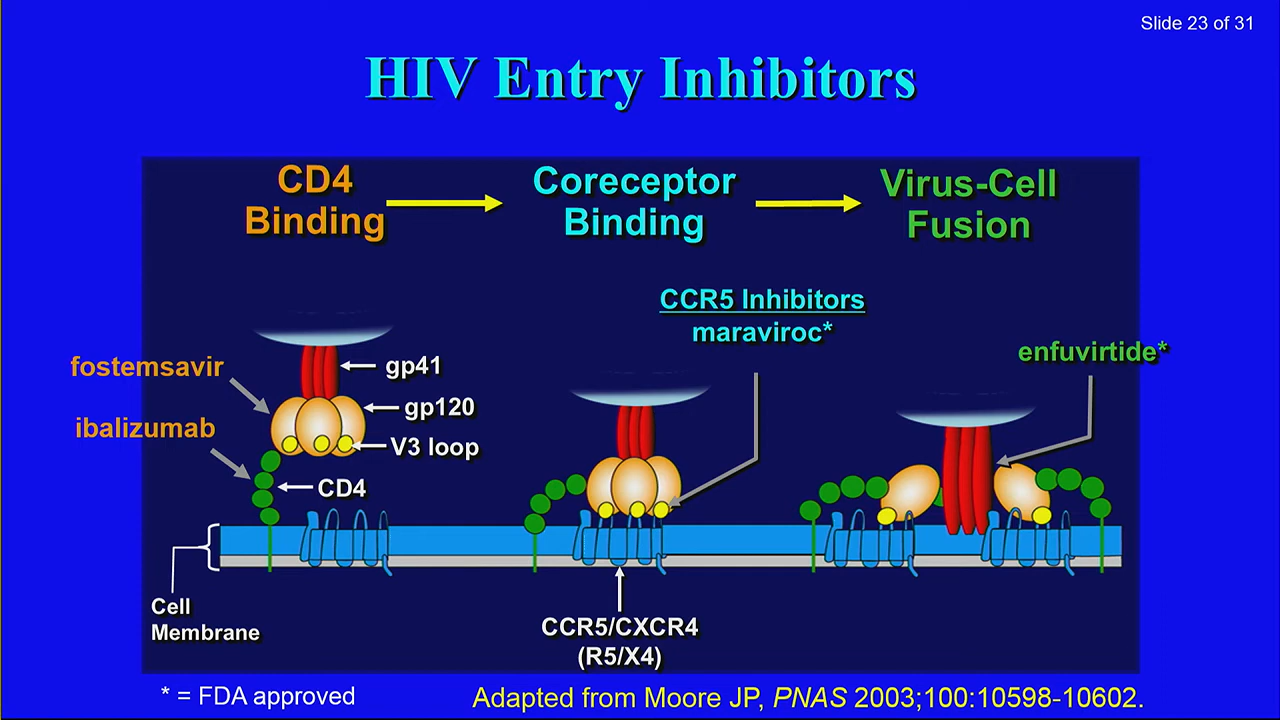 Slide 23 of 31
HIV Entry Inhibitors
CD4
Binding
Coreceptor
Binding
Virus-Cell
Fusion
CCR5 Inhibitors
maraviroc*
enfuvirtide*
fostemsavir
ibalizumab
gp41
gp120
V3 loop
CD4
Cell
Membrane
CCR5/CXCR4
(R5/X4)
* = FDA approved
Adapted from Moore JP, PNAS 2003;100:10598-10602.